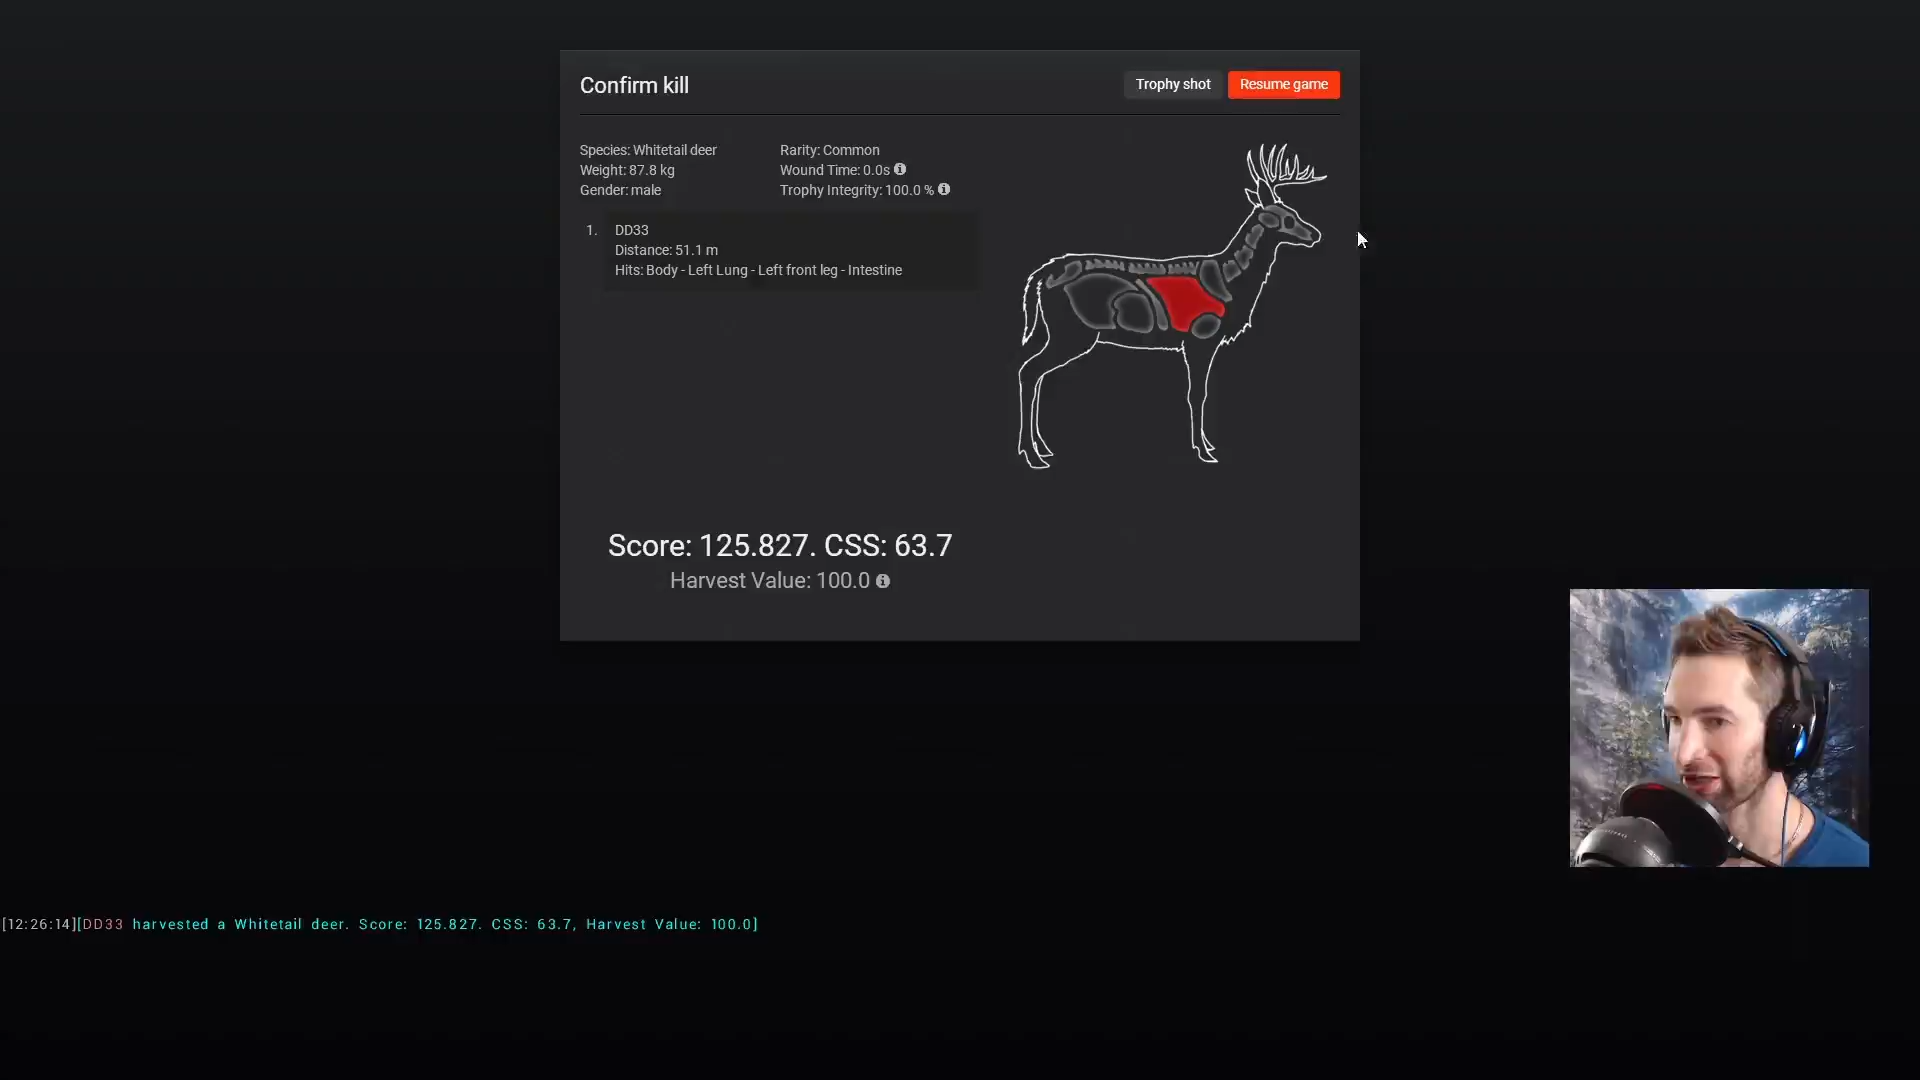 Confirm kill
Trophy shot
Resume game
Species: Whitetail deer
Weight: 87.8 kg
Gender: male
Rarity: Common
Wound Time: 0.0s
Trophy Integrity: 100.0 %
1.
DD33
Distance: 51.1 m
Hits: Body - Left Lung - Left front leg - Intestine
Score: 125.827. CSS: 63.7
Harvest Value: 100.0
[12:26:14][DD33 harvested a Whitetail deer. Score: 125.827. CSS: 63.7, Harvest Value: 100.0]